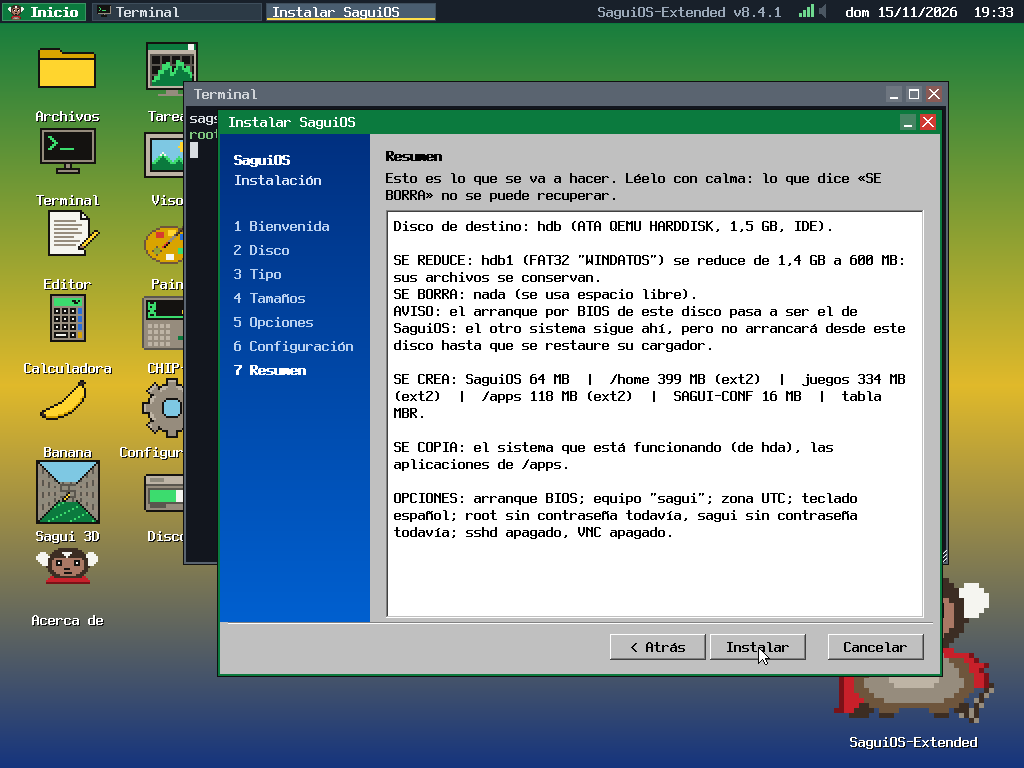 Inicio
Terminal
Instalar SaguiOS
SaguiOS-Extended v8.4.1
dom 15/11/2026
19:33
Archivos
Terminal
Viso
Editor
Pain
Calculadora
CHIP-
Banana
Configur
Sagui 3D
Disco
Acerca de
Terminal
sags
root
Instalar SaguiOS
SaguiOS
Instalación
1 Bienvenida
2 Disco
3 Tipo
4 Tamaños
5 Opciones
6 Configuración
7 Resumen
Resumen
Esto es lo que se va a hacer. Léelo con calma: lo que dice «SE
BORRA» no se puede recuperar.
Disco de destino: hdb (ATA QEMU HARDDISK, 1,5 GB, IDE).
SE REDUCE: hdb1 (FAT32 "WINDATOS") se reduce de 1,4 GB a 600 MB:
sus archivos se conservan.
SE BORRA: nada (se usa espacio libre).
AVISO: el arranque por BIOS de este disco pasa a ser el de
SaguiOS: el otro sistema sigue ahí, pero no arrancará desde este
disco hasta que se restaure su cargador.
SE CREA: SaguiOS 64 MB | /home 399 MB (ext2) | juegos 334 MB
(ext2) | /apps 118 MB (ext2) | SAGUI-CONF 16 MB | tabla
MBR.
SE COPIA: el sistema que está funcionando (de hda), las
aplicaciones de /apps.
OPCIONES: arranque BIOS; equipo "sagui"; zona UTC; teclado
español; root sin contraseña todavía, sagui sin contraseña
todavía; sshd apagado, VNC apagado.
< Atrás
Instalar
Cancelar
SaguiOS-Extended